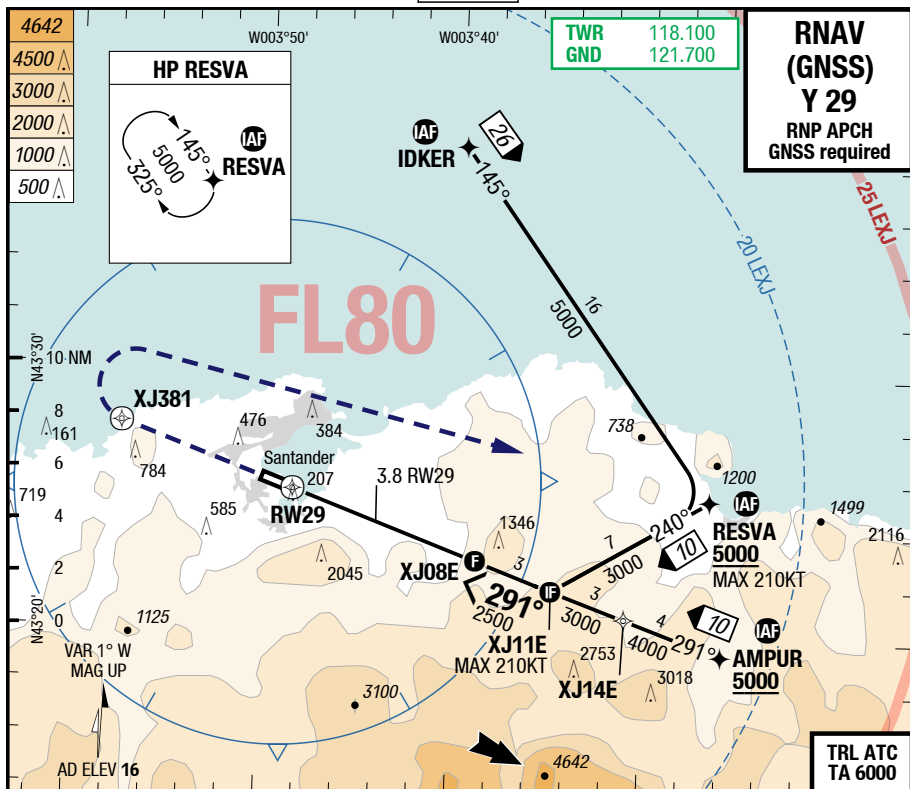 4642
4500
3000
2000
1000
500
W003°50'
W003°40'
TWR 118.100
GND 121.700
RNAV
(GNSS)
Y 29
RNP APCH
GNSS required
HP RESVA
145°
5000
325°
IAF
RESVA
IAF
IDKER
26
145°
25 LEXJ
20 LEXJ
16
5000
FL80
N43°30'
10 NM
8
6
4
2
0
N43°20'
XJ381
161
476
384
784
Santander
207
719
585
RW29
3.8 RW29
738
1200
1499
2116
IAF
RESVA
5000
MAX 210KT
240°
10
7
3000
1346
2045
XJ08E
F
3
291°
2500
IF
XJ11E
MAX 210KT
3
3000
XJ14E
4
4000
291°
10
IAF
AMPUR
5000
2753
3018
1125
VAR 1° W
MAG UP
3100
4642
AD ELEV 16
TRL ATC
TA 6000